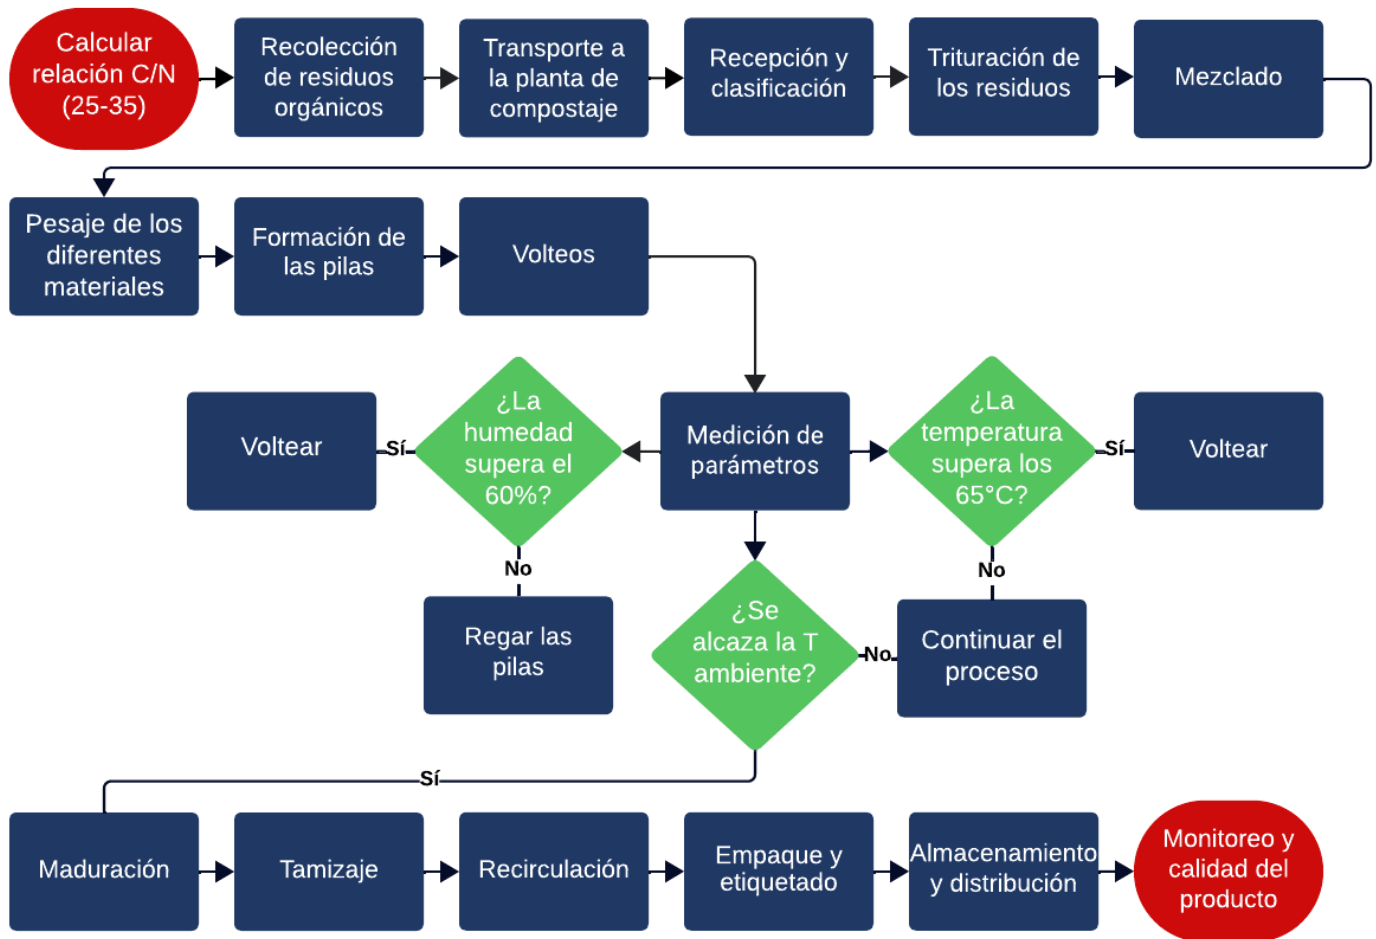 Calcular
relación C/N
(25-35)
Recolección
de residuos
orgánicos
Transporte a
la planta de
compostaje
Recepción y
clasificación
Trituración de
los residuos
Mezclado
Pesaje de los
diferentes
materiales
Formación de
las pilas
Volteos
Voltear
Sí
¿La
humedad
supera el
60%?
Medición de
parámetros
¿La
temperatura
supera los
65°C?
Sí
Voltear
No
No
Regar las
pilas
¿Se
alcaza la T
ambiente?
No
Continuar el
proceso
Sí
Maduración
Tamizaje
Recirculación
Empaque y
etiquetado
Almacenamiento
y distribución
Monitoreo y
calidad del
producto